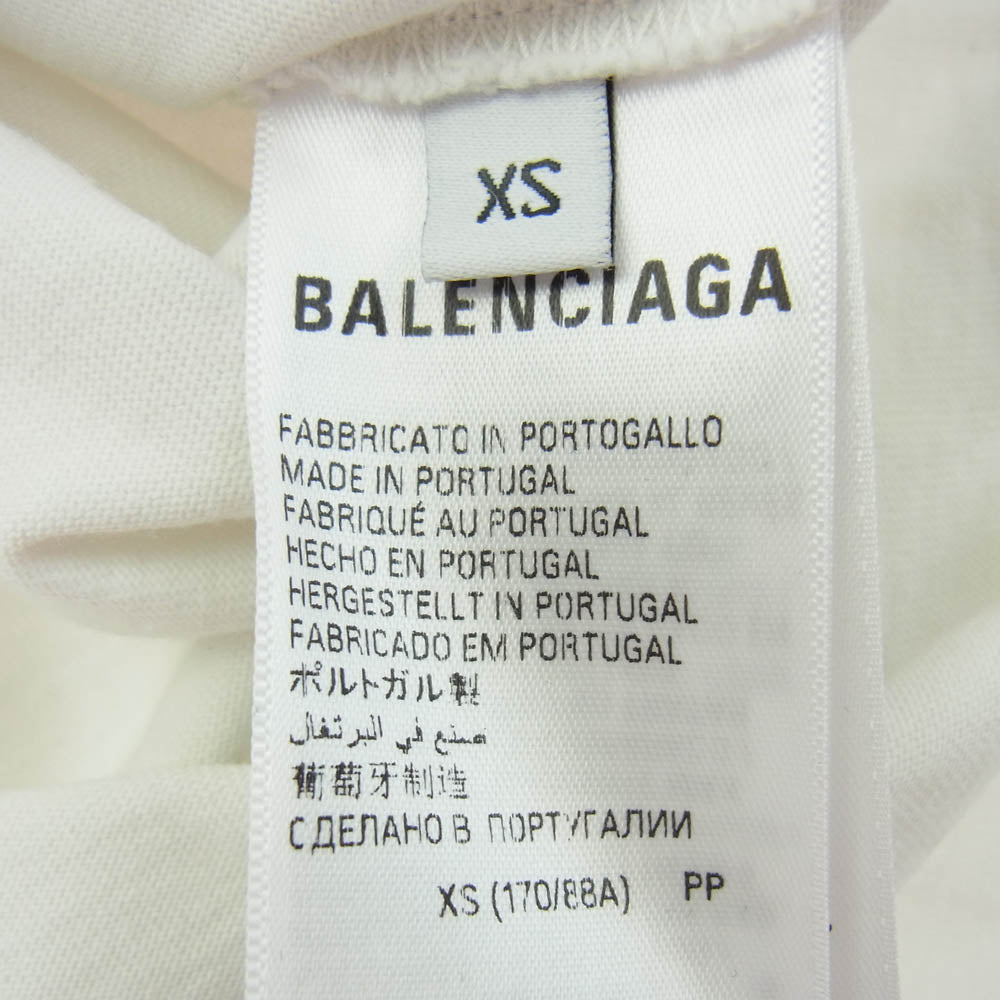 XS
BALENCIAGA
FABBRICATO IN PORTOGALLO
MADE IN PORTUGAL
FABRIQUÉ AU PORTUGAL
HECHO EN PORTUGAL
HERGESTELLT IN PORTUGAL
FABRICADO EM PORTUGAL
ポルトガル製
صنع في البرتغال
葡萄牙制造
СДЕЛАНО В ПОРТУГАЛИИ
XS (170/88A) PP